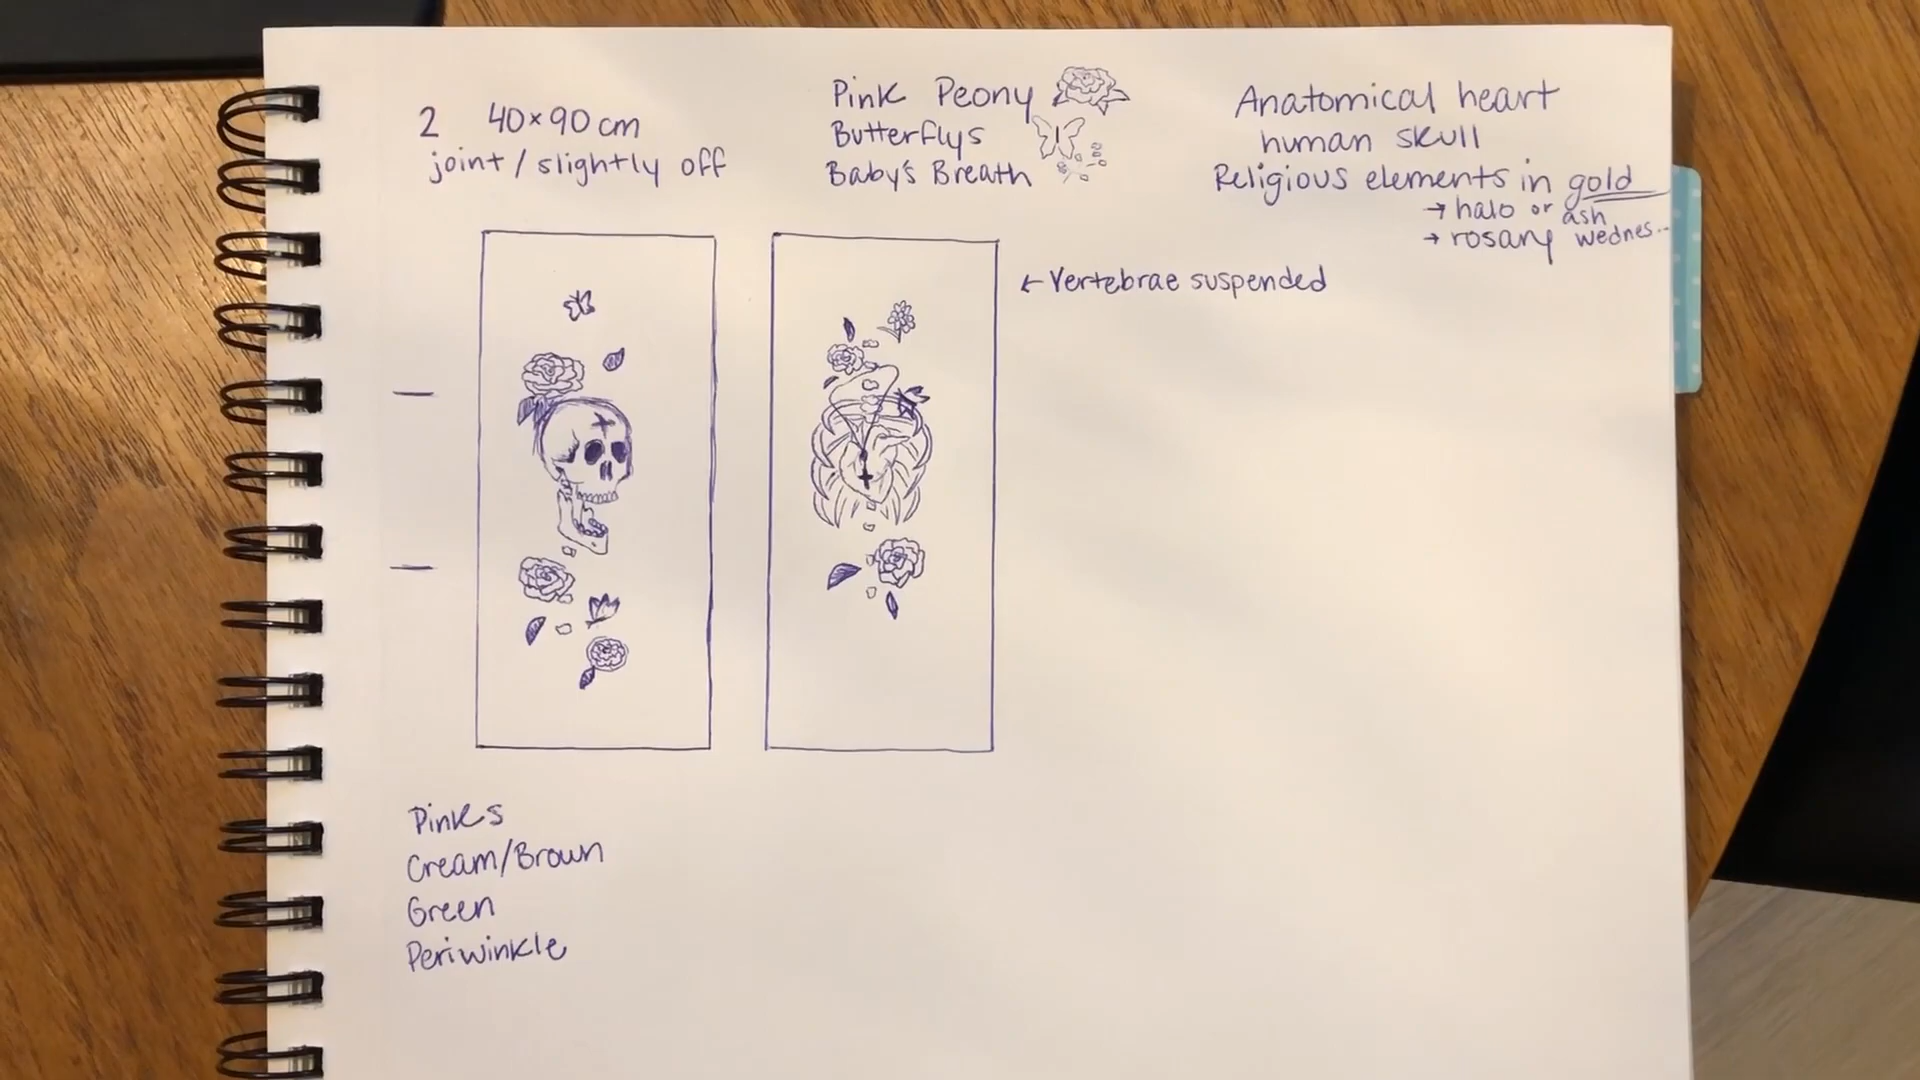 2 40×90 cm
joint / slightly off
Pink Peony
Butterflys
Baby's Breath
Anatomical heart
human skull
Religious elements in gold
→ halo or ash
→ rosary wednes..
← Vertebrae suspended
Pinks
Cream/Brown
Green
Periwinkle